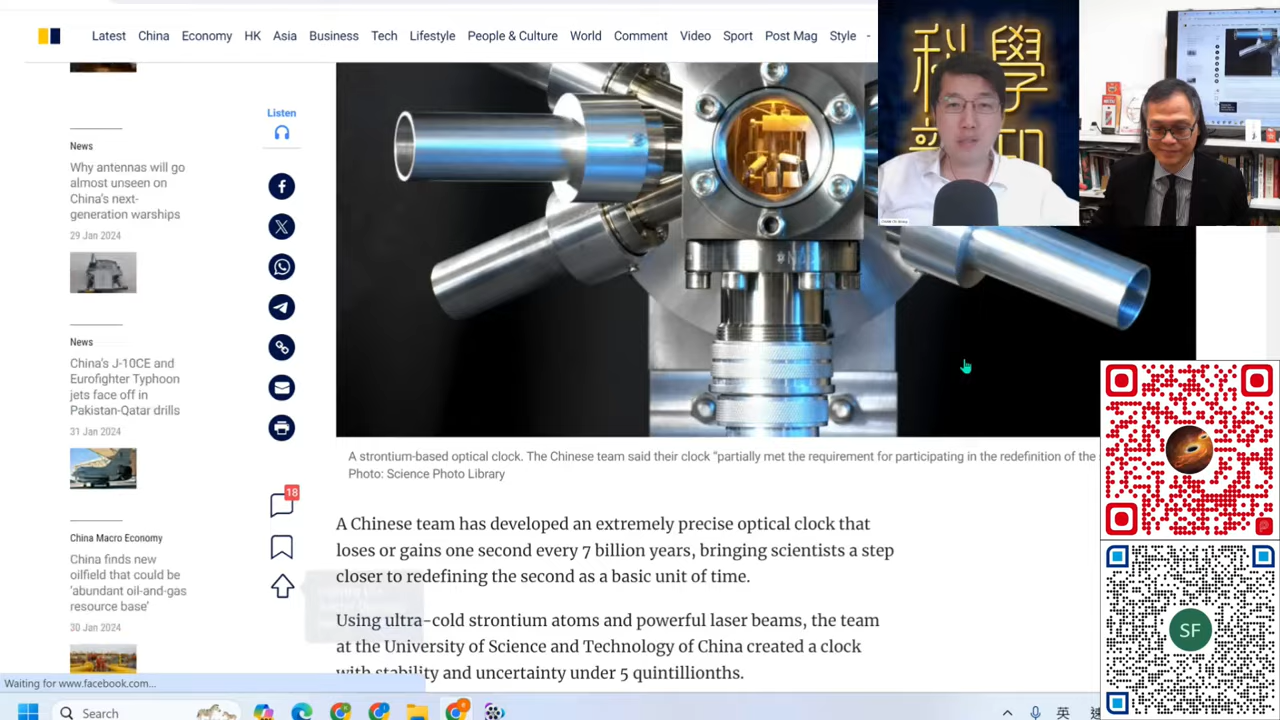 Latest China Economy HK Asia Business Tech Lifestyle People & Culture World Comment Video Sport Post Mag Style
Listen
News
Why antennas will go
almost unseen on
China's next-
generation warships
29 Jan 2024
News
China's J-10CE and
Eurofighter Typhoon
jets face off in
Pakistan-Qatar drills
31 Jan 2024
China Macro Economy
China finds new
oilfield that could be
'abundant oil-and-gas
resource base'
30 Jan 2024
18
A strontium-based optical clock. The Chinese team said their clock "partially met the requirement for participating in the redefinition of the
Photo: Science Photo Library
A Chinese team has developed an extremely precise optical clock that
loses or gains one second every 7 billion years, bringing scientists a step
closer to redefining the second as a basic unit of time.
Using ultra-cold strontium atoms and powerful laser beams, the team
at the University of Science and Technology of China created a clock
with stability and uncertainty under 5 quintillionths.
科學
印
SF
Waiting for www.facebook.com...
Search
英